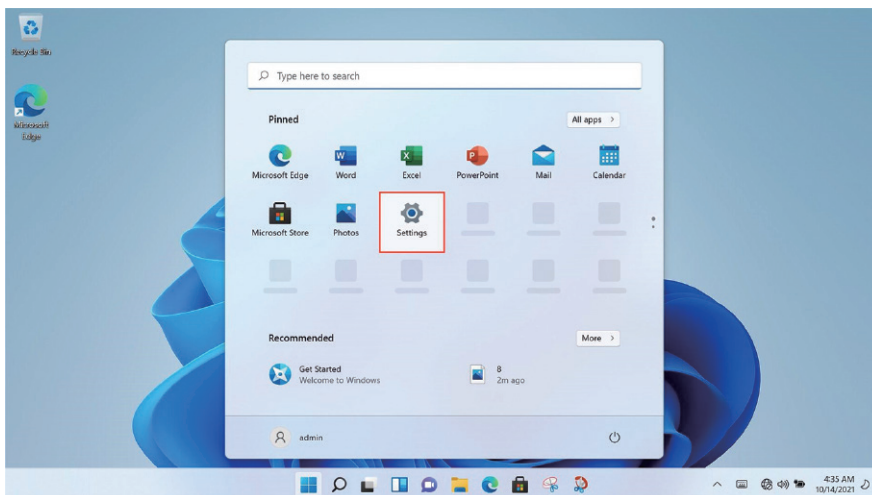 Recycle Bin
Microsoft
Edge
Type here to search
Pinned
All apps >
Microsoft Edge
Word
Excel
PowerPoint
Mail
Calendar
Microsoft Store
Photos
Settings
Recommended
More >
Get Started
Welcome to Windows
8
2m ago
admin
4:35 AM
10/14/2021